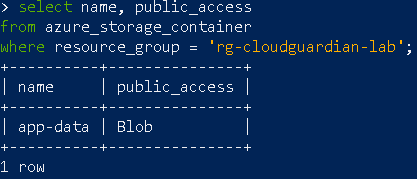 > select name, public_access
from azure_storage_container
where resource_group = 'rg-cloudguardian-lab';
+----------+---------------+
| name     | public_access |
+----------+---------------+
| app-data | Blob          |
+----------+---------------+
1 row